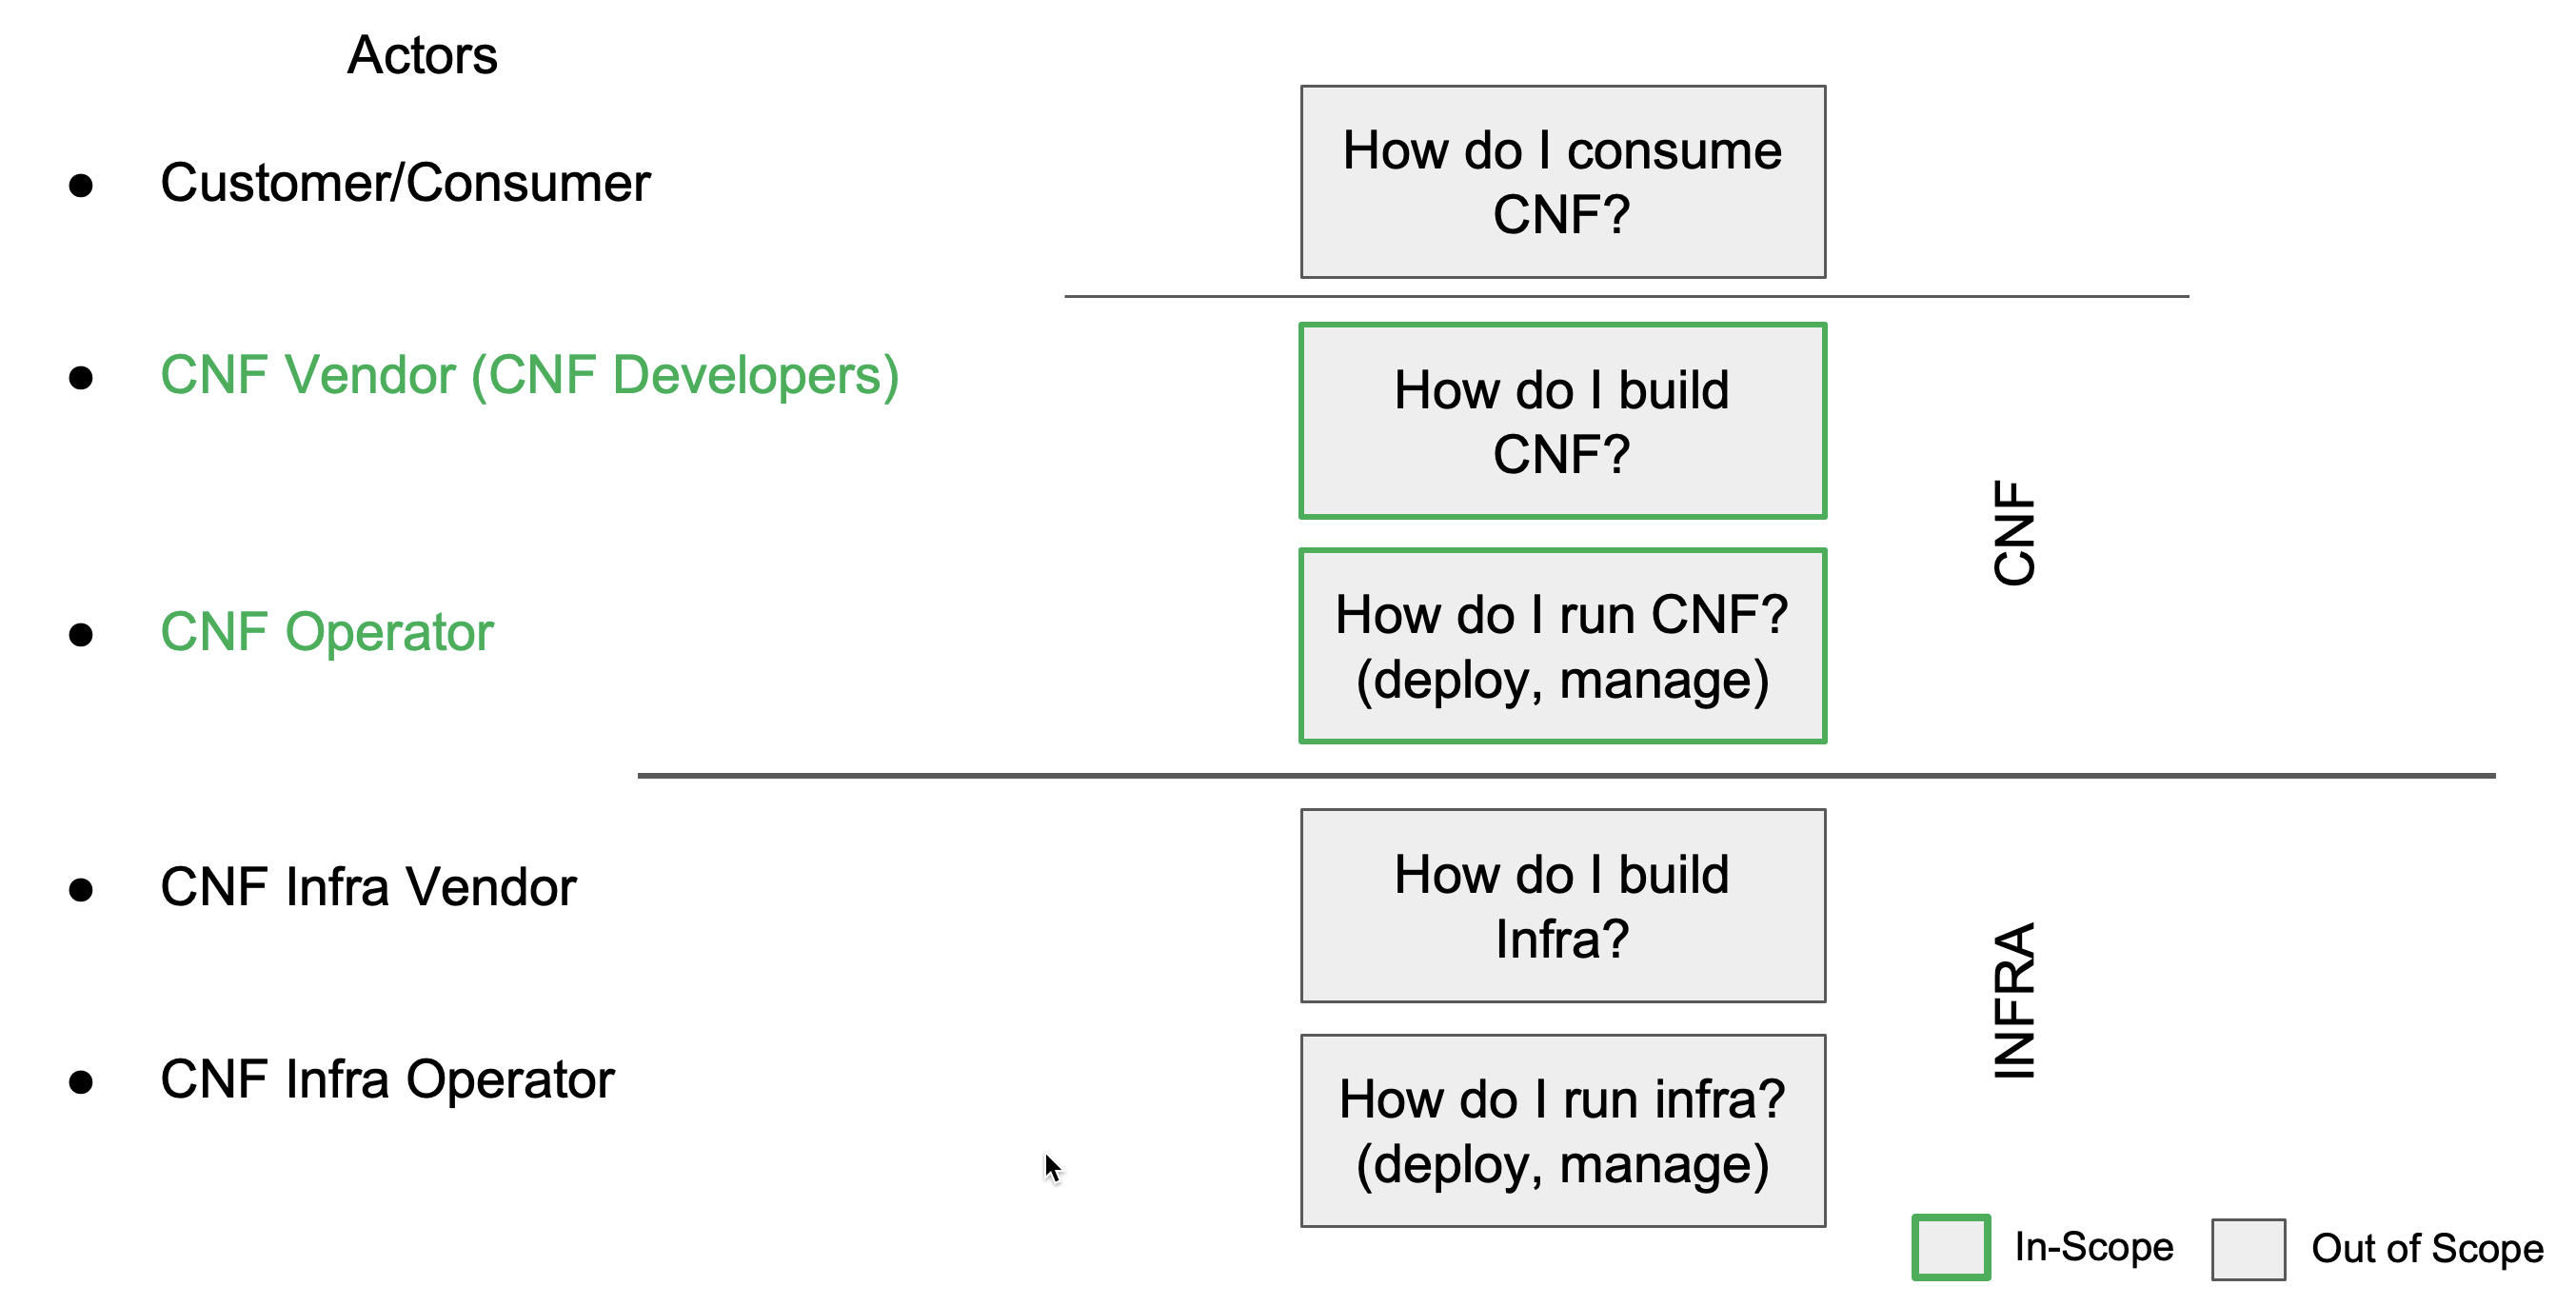 Actors
Customer/Consumer
How do I consume
CNF?
CNF Vendor (CNF Developers)
How do I build
CNF?
CNF Operator
How do I run CNF?
(deploy, manage)
CNF
CNF Infra Vendor
How do I build
Infra?
CNF Infra Operator
How do I run infra?
(deploy, manage)
INFRA
In-Scope
Out of Scope